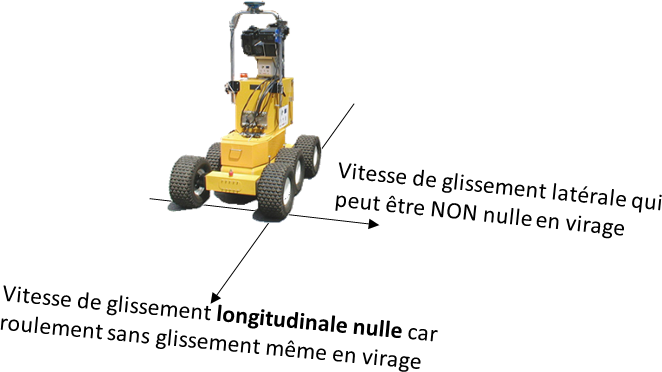 Vitesse de glissement latérale qui
peut être NON nulle en virage
Vitesse de glissement longitudinale nulle car
roulement sans glissement même en virage